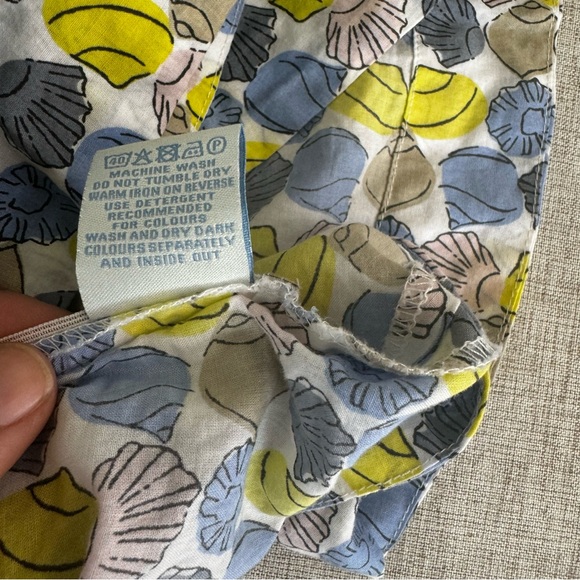 40 P
MACHINE WASH
DO NOT TUMBLE DRY
WARM IRON ON REVERSE
USE DETERGENT
RECOMMENDED
FOR COLOURS
WASH AND DRY DARK
COLOURS SEPARATELY
AND INSIDE OUT